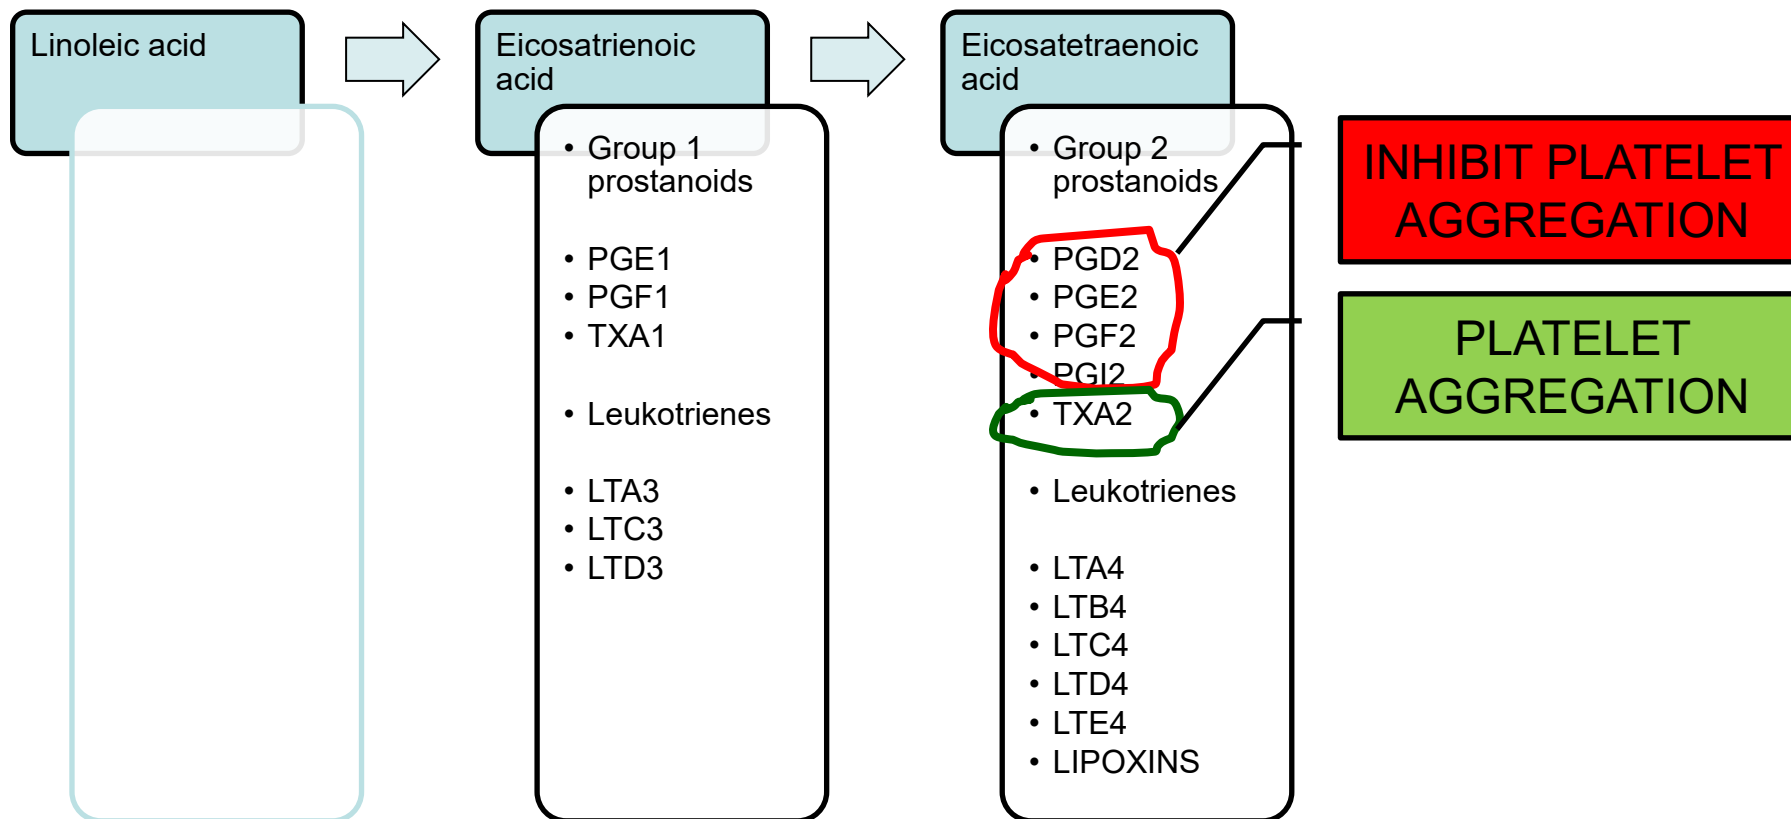 Linoleic acid
Eicosatrienoic
acid
• Group 1
prostanoids
• PGE1
• PGF1
• TXA1
• Leukotrienes
• LTA3
• LTC3
• LTD3
Eicosatetraenoic
acid
• Group 2
prostanoids
• PGD2
• PGE2
• PGF2
• PGI2
• TXA2
• Leukotrienes
• LTA4
• LTB4
• LTC4
• LTD4
• LTE4
• LIPOXINS
INHIBIT PLATELET
AGGREGATION
PLATELET
AGGREGATION